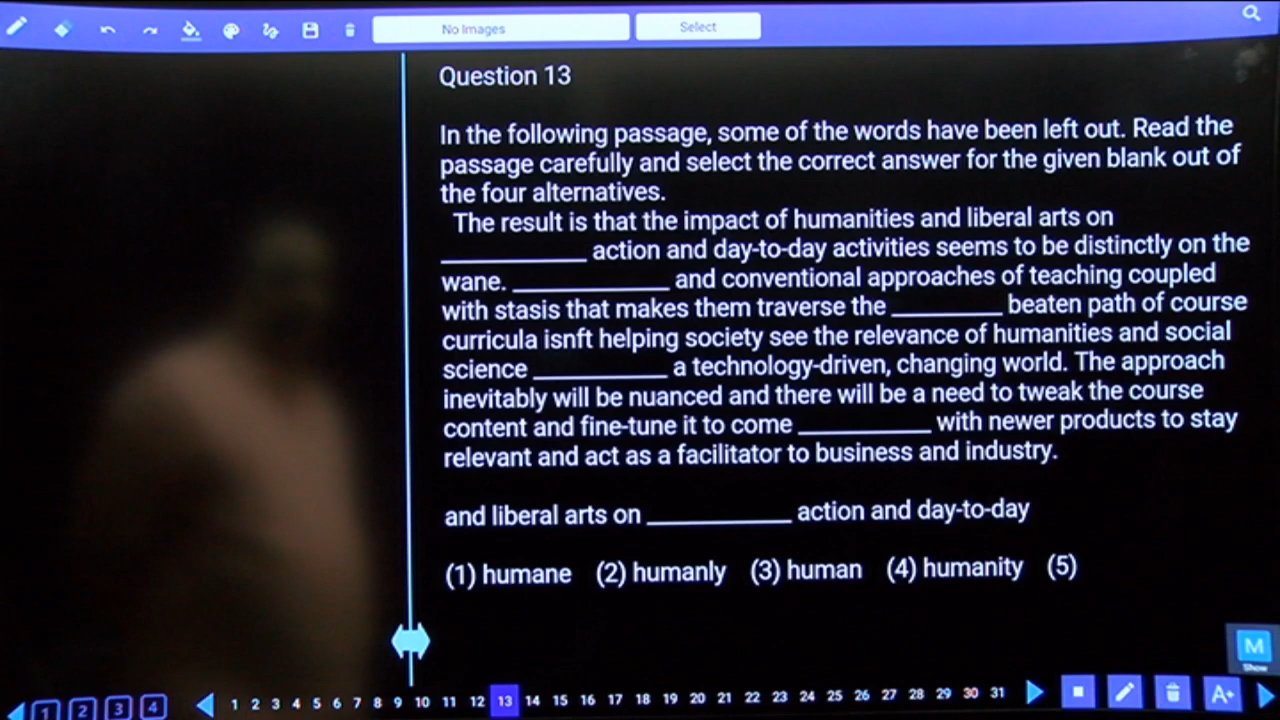 No Images Select
Question 13
In the following passage, some of the words have been left out. Read the
passage carefully and select the correct answer for the given blank out of
the four alternatives.
The result is that the impact of humanities and liberal arts on
____________ action and day-to-day activities seems to be distinctly on the
wane. _____________ and conventional approaches of teaching coupled
with stasis that makes them traverse the _________ beaten path of course
curricula isnft helping society see the relevance of humanities and social
science ___________ a technology-driven, changing world. The approach
inevitably will be nuanced and there will be a need to tweak the course
content and fine-tune it to come ___________ with newer products to stay
relevant and act as a facilitator to business and industry.
and liberal arts on ____________ action and day-to-day
(1) humane (2) humanly (3) human (4) humanity (5)
M
Show
1 2 3 4 1 2 3 4 5 6 7 8 9 10 11 12 13 14 15 16 17 18 19 20 21 22 23 24 25 26 27 28 29 30 31 A+